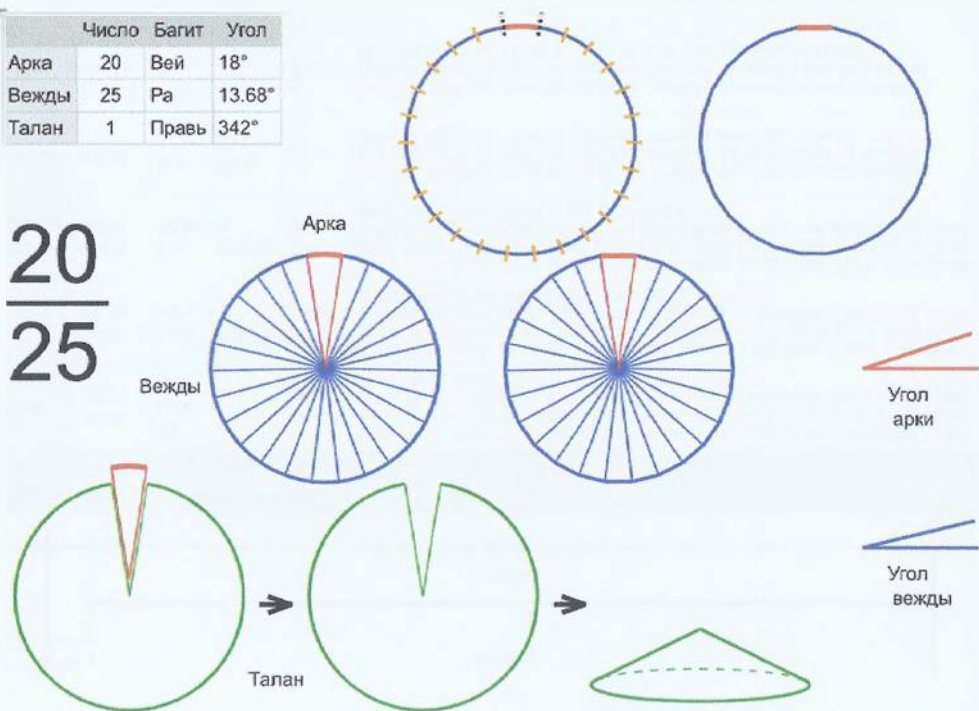 Число Багит Угол
Арка 20 Вей 18°
Вежды 25 Ра 13.68°
Талан 1 Правь 342°
20
25
Арка
Вежды
Угол
арки
Угол
вежды
Талан